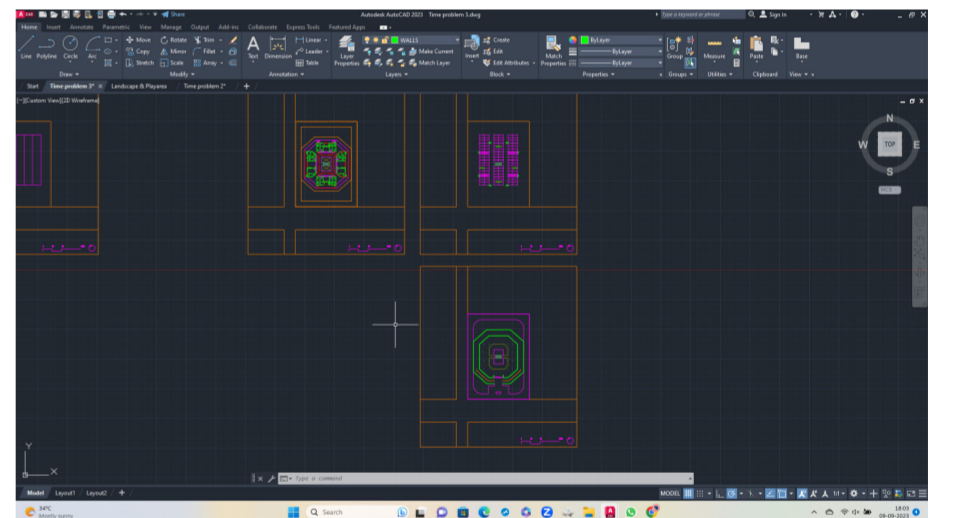 Share
Autodesk AutoCAD 2023 Time problem 3.dwg
Type a keyword or phrase
Sign in
Home Insert Annotate Parametric View Manage Output Add-ins Collaborate Express Tools Featured Apps
Line Polyline Circle Arc
Move Rotate Trim
Copy Mirror Fillet
Stretch Scale Array
Text Dimension
Linear
Leader
Table
Layer Properties
WALLS
Make Current
Match Layer
Insert
Create
Edit
Edit Attributes
Match Properties
ByLayer
ByLayer
ByLayer
Group
Measure
Paste
Base
Draw Modify Annotation Layers Block Properties Groups Utilities Clipboard View
Start Time problem 3* Landscape & Playarea Time problem 2* +
[-][Custom View][2D Wireframe]
N
W TOP E
S
WCS
Y
X
Type a command
Model Layout1 Layout2 +
MODEL
1:1
34°C
Mostly sunny
Search
18:03
09-09-2023